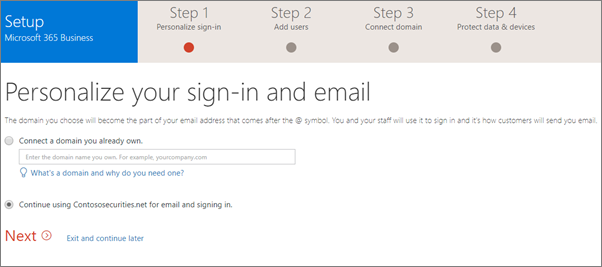 Setup
Microsoft 365 Business
Step 1
Personalize sign-in
Step 2
Add users
Step 3
Connect domain
Step 4
Protect data & devices
Personalize your sign-in and email
The domain you choose will become the part of your email address that comes after the @ symbol. You and your staff will use it to sign in and it's how customers will send you email.
Connect a domain you already own.
Enter the domain name you own. For example, yourcompany.com
What's a domain and why do you need one?
Continue using Contososecurities.net for email and signing in.
Next
Exit and continue later